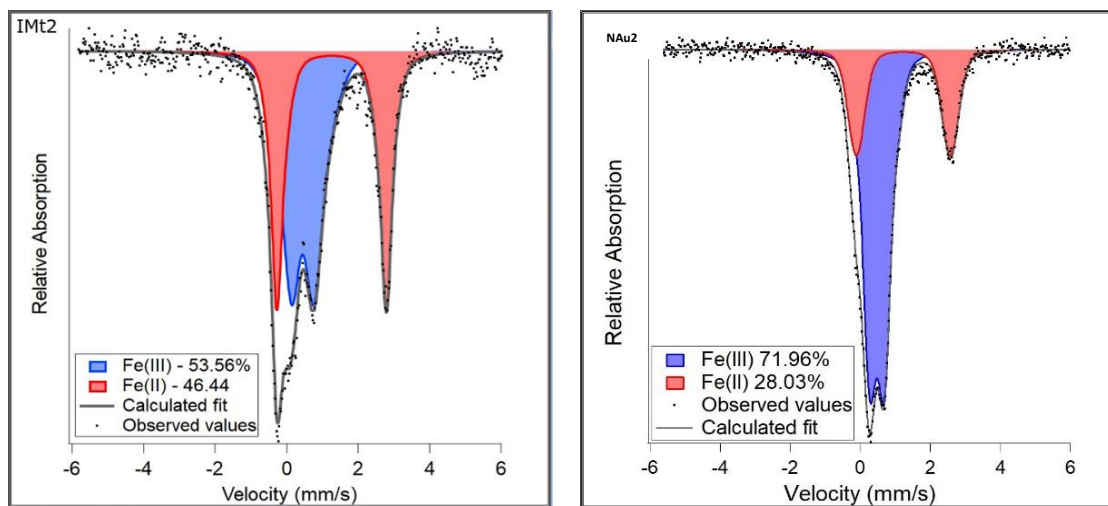 IMt2
Relative Absorption
Fe(III) - 53.56%
Fe(II) - 46.44
Calculated fit
Observed values
-6 -4 -2 0 2 4 6
Velocity (mm/s)
NAu2
Relative Absorption
Fe(III) 71.96%
Fe(II) 28.03%
Observed values
Calculated fit
-6 -4 -2 0 2 4 6
Velocity (mm/s)